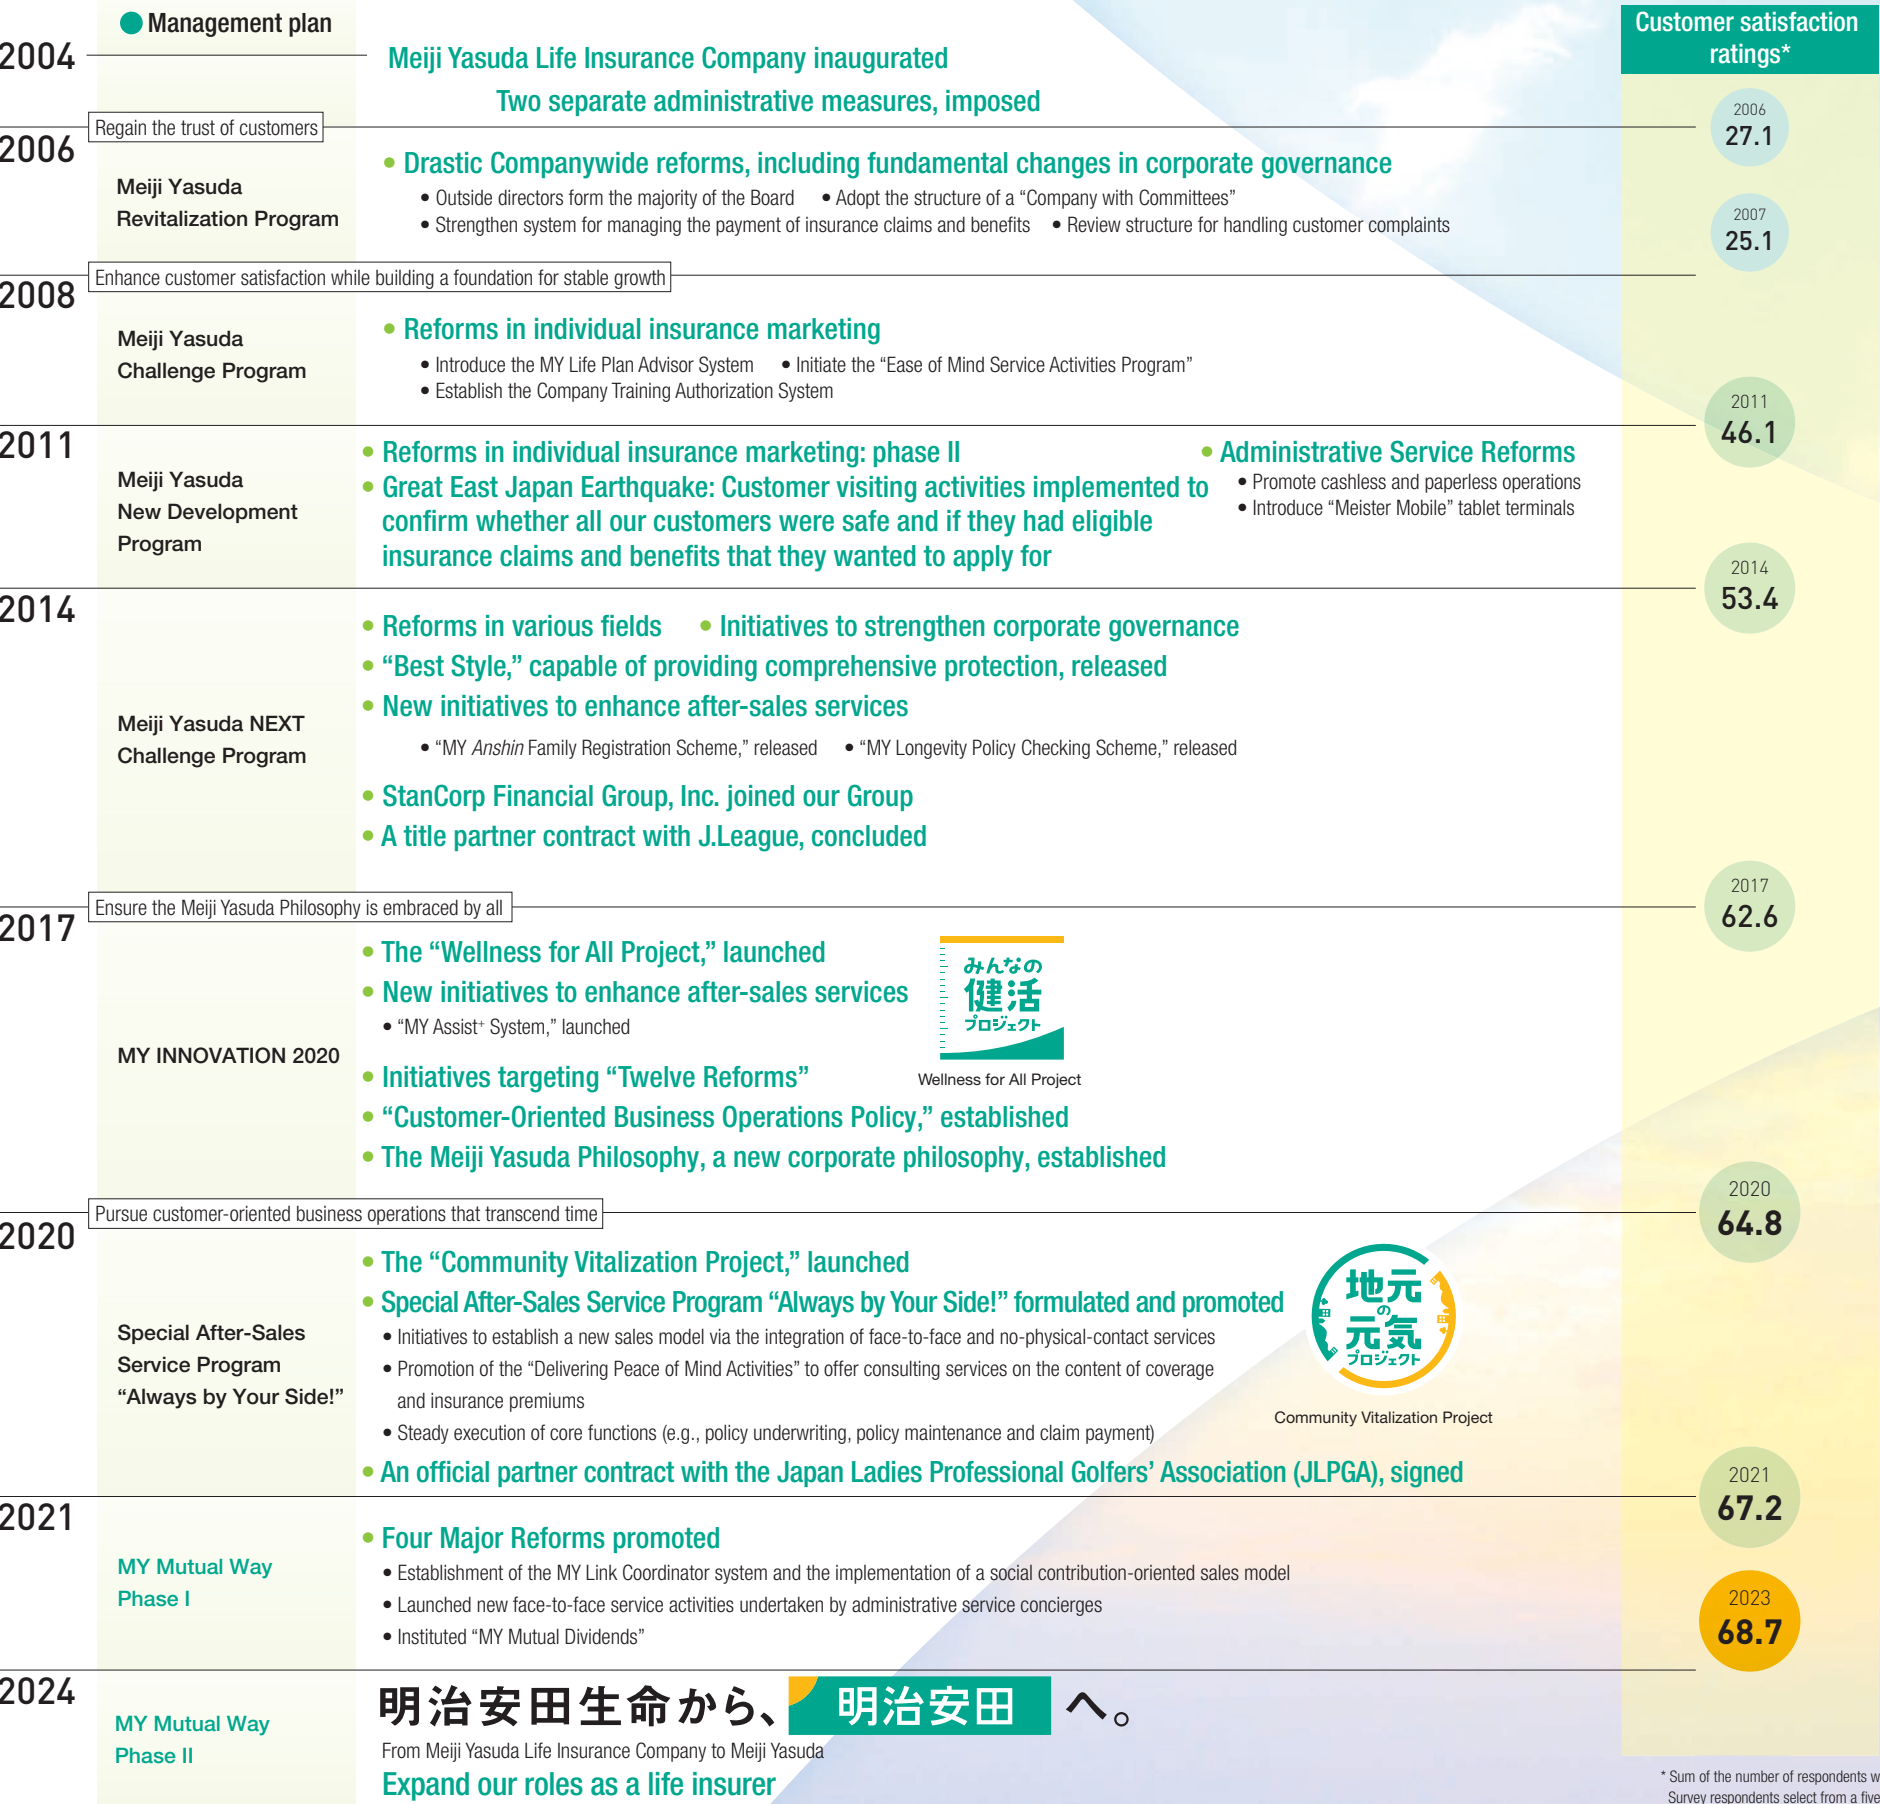 Management plan
Customer satisfaction
ratings*
2004
Meiji Yasuda Life Insurance Company inaugurated
Two separate administrative measures, imposed
Regain the trust of customers
2006
27.1
2006
Meiji Yasuda
Revitalization Program
• Drastic Companywide reforms, including fundamental changes in corporate governance
• Outside directors form the majority of the Board • Adopt the structure of a “Company with Committees”
• Strengthen system for managing the payment of insurance claims and benefits • Review structure for handling customer complaints
2007
25.1
Enhance customer satisfaction while building a foundation for stable growth
2008
Meiji Yasuda
Challenge Program
• Reforms in individual insurance marketing
• Introduce the MY Life Plan Advisor System • Initiate the “Ease of Mind Service Activities Program”
• Establish the Company Training Authorization System
2011
46.1
2011
Meiji Yasuda
New Development
Program
• Reforms in individual insurance marketing: phase II
• Great East Japan Earthquake: Customer visiting activities implemented to
confirm whether all our customers were safe and if they had eligible
insurance claims and benefits that they wanted to apply for
• Administrative Service Reforms
• Promote cashless and paperless operations
• Introduce “Meister Mobile” tablet terminals
2014
53.4
2014
Meiji Yasuda NEXT
Challenge Program
• Reforms in various fields • Initiatives to strengthen corporate governance
• “Best Style,” capable of providing comprehensive protection, released
• New initiatives to enhance after-sales services
• “MY Anshin Family Registration Scheme,” released • “MY Longevity Policy Checking Scheme,” released
• StanCorp Financial Group, Inc. joined our Group
• A title partner contract with J.League, concluded
2017
62.6
Ensure the Meiji Yasuda Philosophy is embraced by all
2017
MY INNOVATION 2020
• The “Wellness for All Project,” launched
• New initiatives to enhance after-sales services
• “MY Assist+ System,” launched
• Initiatives targeting “Twelve Reforms”
• “Customer-Oriented Business Operations Policy,” established
• The Meiji Yasuda Philosophy, a new corporate philosophy, established
みんなの
健活
プロジェクト
Wellness for All Project
2020
64.8
Pursue customer-oriented business operations that transcend time
2020
Special After-Sales
Service Program
“Always by Your Side!”
• The “Community Vitalization Project,” launched
• Special After-Sales Service Program “Always by Your Side!” formulated and promoted
• Initiatives to establish a new sales model via the integration of face-to-face and no-physical-contact services
• Promotion of the “Delivering Peace of Mind Activities” to offer consulting services on the content of coverage
and insurance premiums
• Steady execution of core functions (e.g., policy underwriting, policy maintenance and claim payment)
• An official partner contract with the Japan Ladies Professional Golfers’ Association (JLPGA), signed
地元
の
元気
プロジェクト
Community Vitalization Project
2021
67.2
2021
MY Mutual Way
Phase I
• Four Major Reforms promoted
• Establishment of the MY Link Coordinator system and the implementation of a social contribution-oriented sales model
• Launched new face-to-face service activities undertaken by administrative service concierges
• Instituted “MY Mutual Dividends”
2023
68.7
2024
MY Mutual Way
Phase II
明治安田生命から、明治安田へ。
From Meiji Yasuda Life Insurance Company to Meiji Yasuda
Expand our roles as a life insurer
* Sum of the number of respondents
Survey respondents select from a five